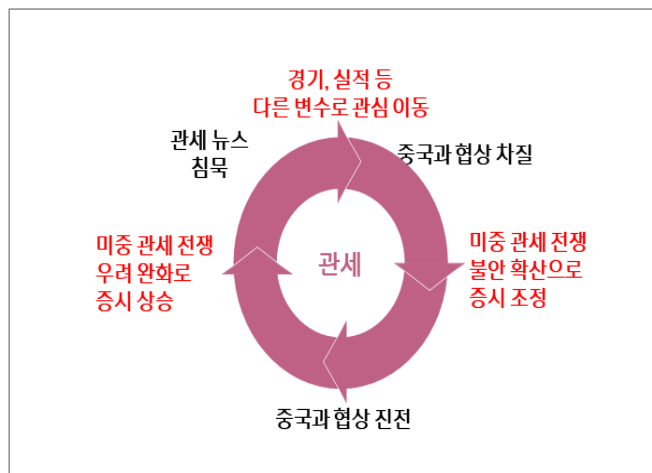 경기, 실적 등
다른 변수로 관심 이동
관세 뉴스
침묵
중국과 협상 차질
미중 관세 전쟁
우려 완화로
증시 상승
관세
미중 관세 전쟁
불안 확산으로
증시 조정
중국과 협상 진전